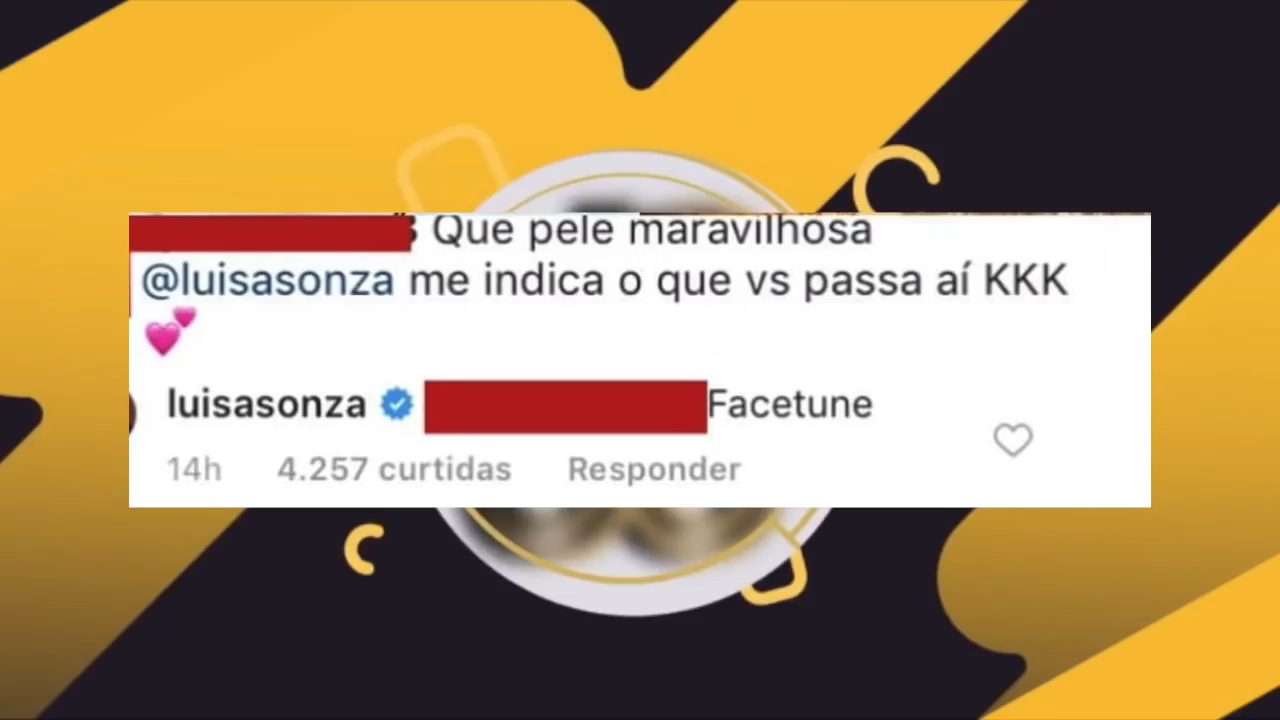 Que pele maravilhosa
@luisasonza me indica o que vs passa aí KKK
💕
luisasonza Facetune
14h 4.257 curtidas Responder